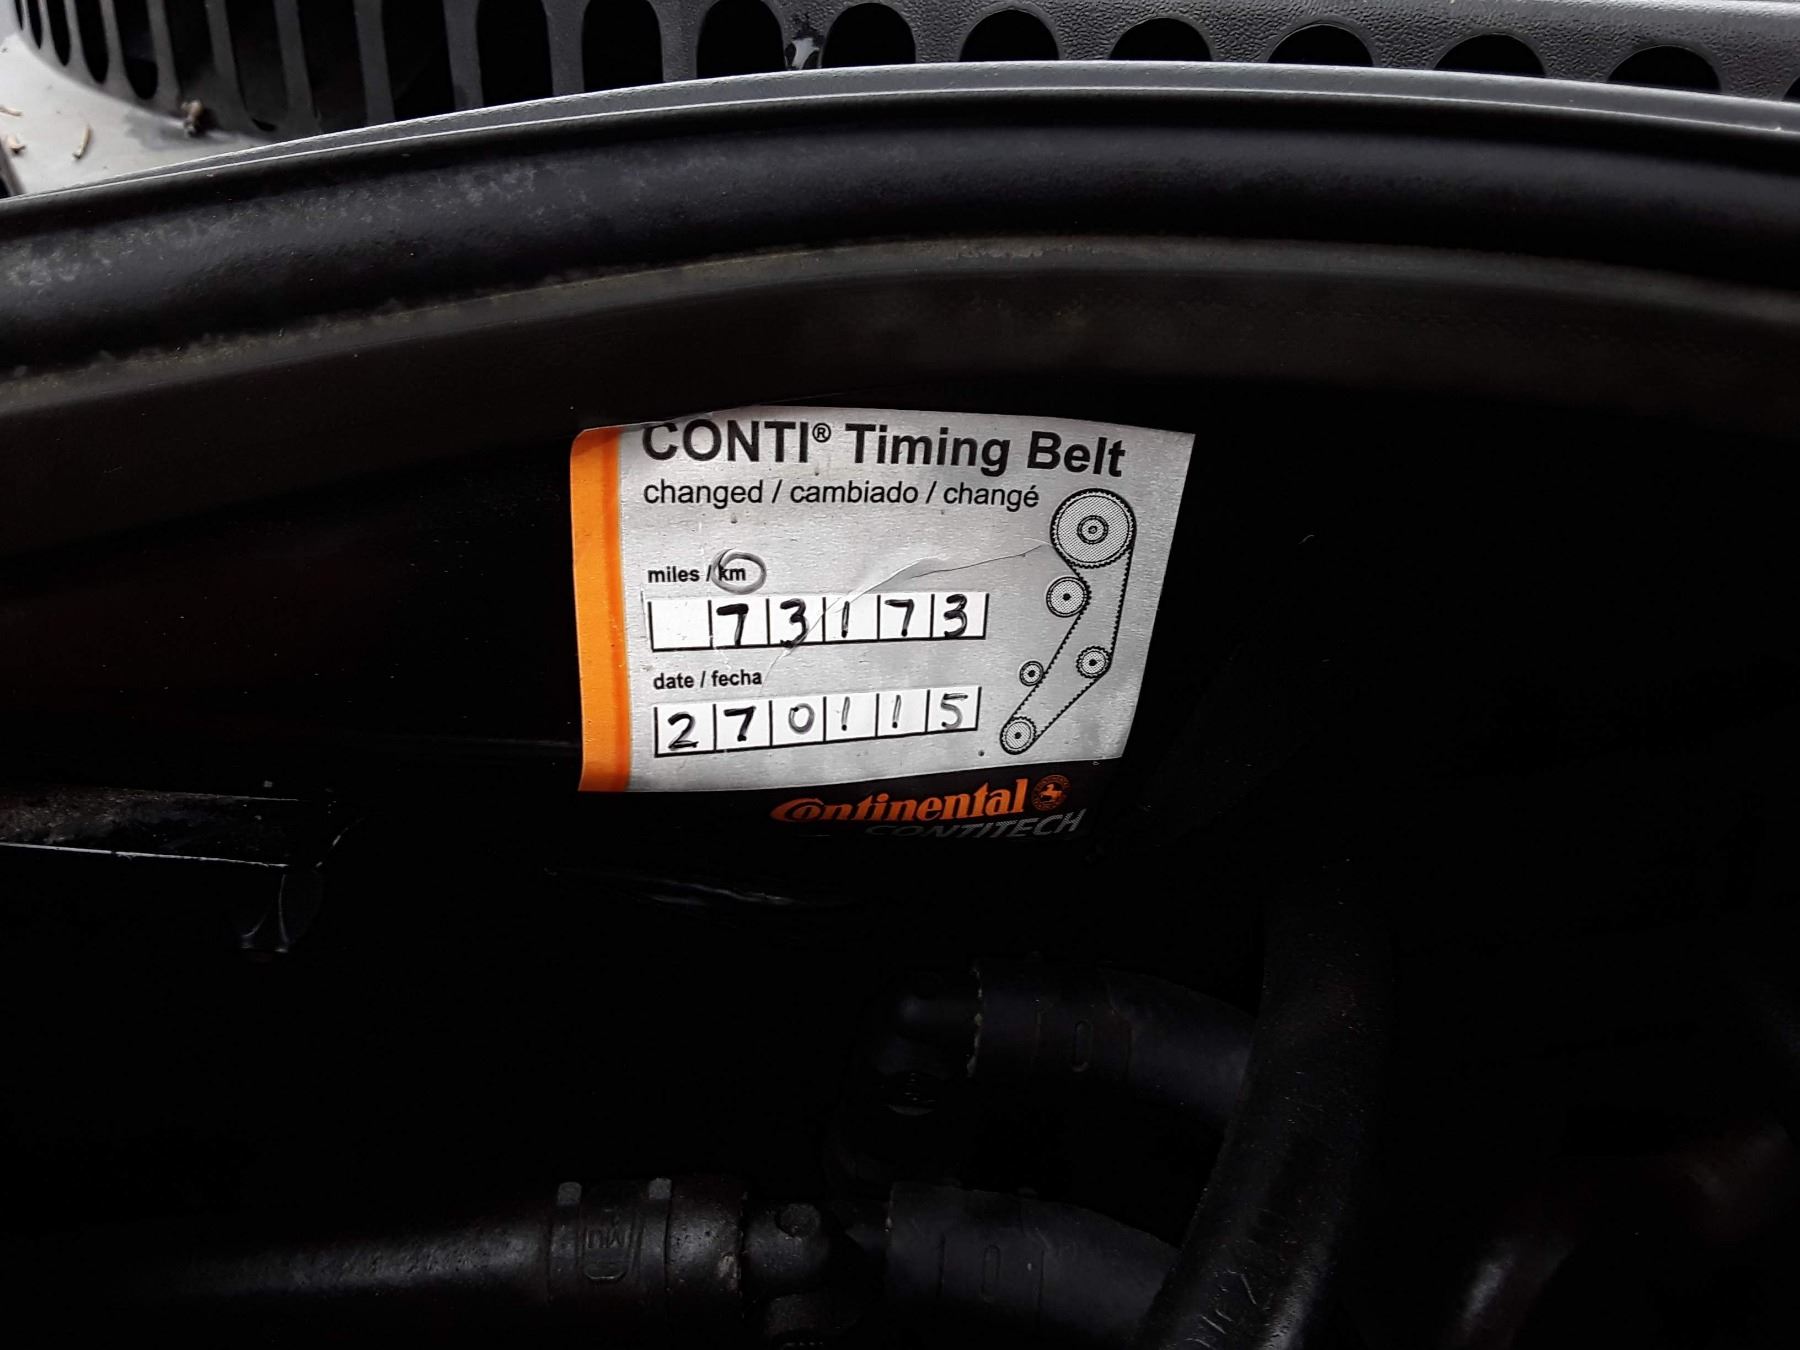 CONTI® Timing Belt
changed / cambiado / changé
miles / km
73173
date / fecha
270115
Continental
CONTITECH